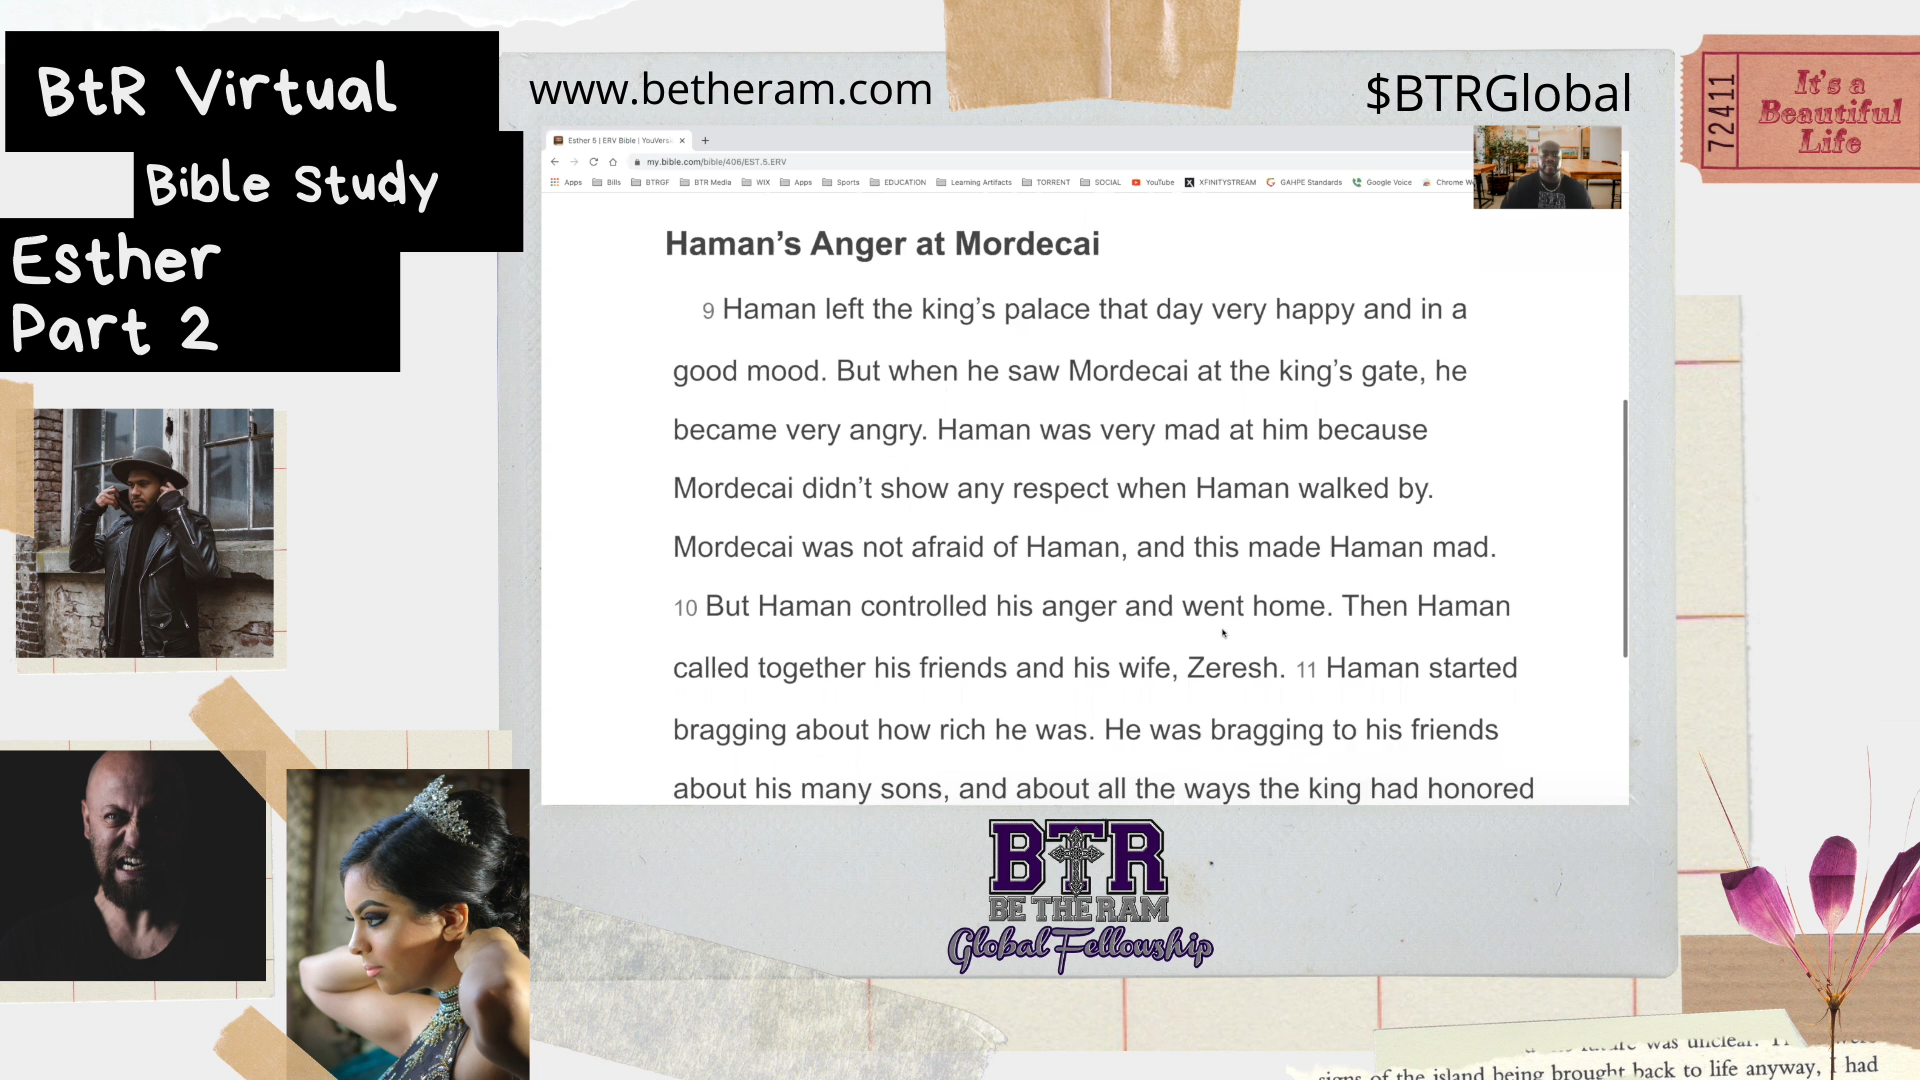 BtR Virtual
Bible Study
Esther
Part 2
www.betheram.com
$BTRGlobal
72411
It's a
Beautiful
Life
Esther 5 | ERV Bible | YouVers
my.bible.com/bible/406/EST.5.ERV
Apps Bills BTRGF BTR Media WIX Apps Sports EDUCATION Learning Artifacts TORRENT SOCIAL YouTube XFINITYSTREAM GAHPE Standards Google Voice Chrome W
Haman’s Anger at Mordecai
9 Haman left the king’s palace that day very happy and in a
good mood. But when he saw Mordecai at the king’s gate, he
became very angry. Haman was very mad at him because
Mordecai didn’t show any respect when Haman walked by.
Mordecai was not afraid of Haman, and this made Haman mad.
10 But Haman controlled his anger and went home. Then Haman
called together his friends and his wife, Zeresh. 11 Haman started
bragging about how rich he was. He was bragging to his friends
about his many sons, and about all the ways the king had honored
BTR
BE THE RAM
Global Fellowship
was unclear.
signs of the island being brought back to life anyway, I had